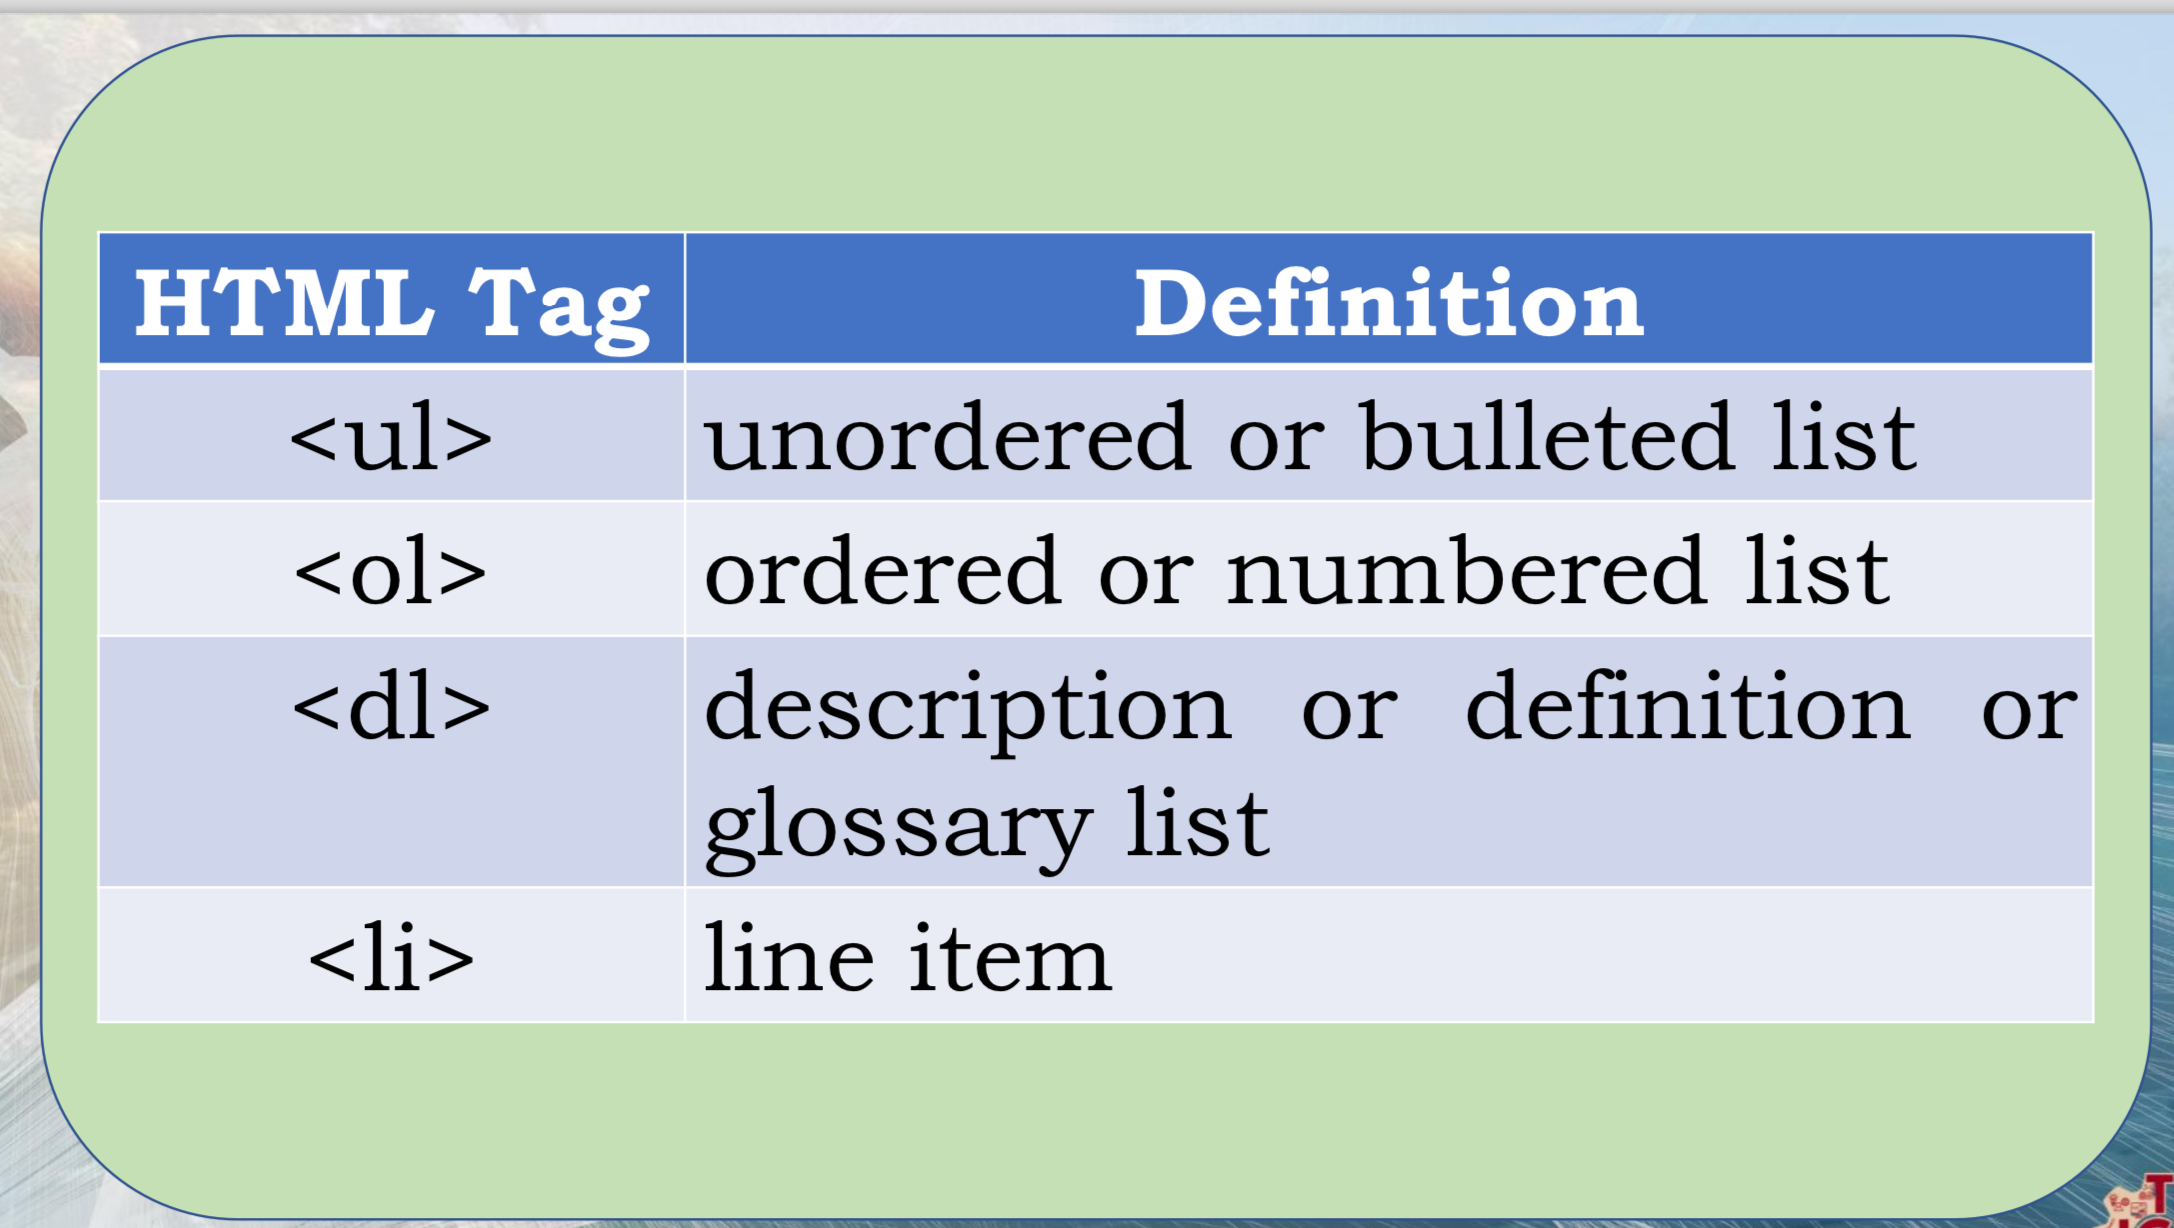 HTML Tag Definition
<ul> unordered or bulleted list
<ol> ordered or numbered list
<dl> description or definition or
glossary list
<li> line item